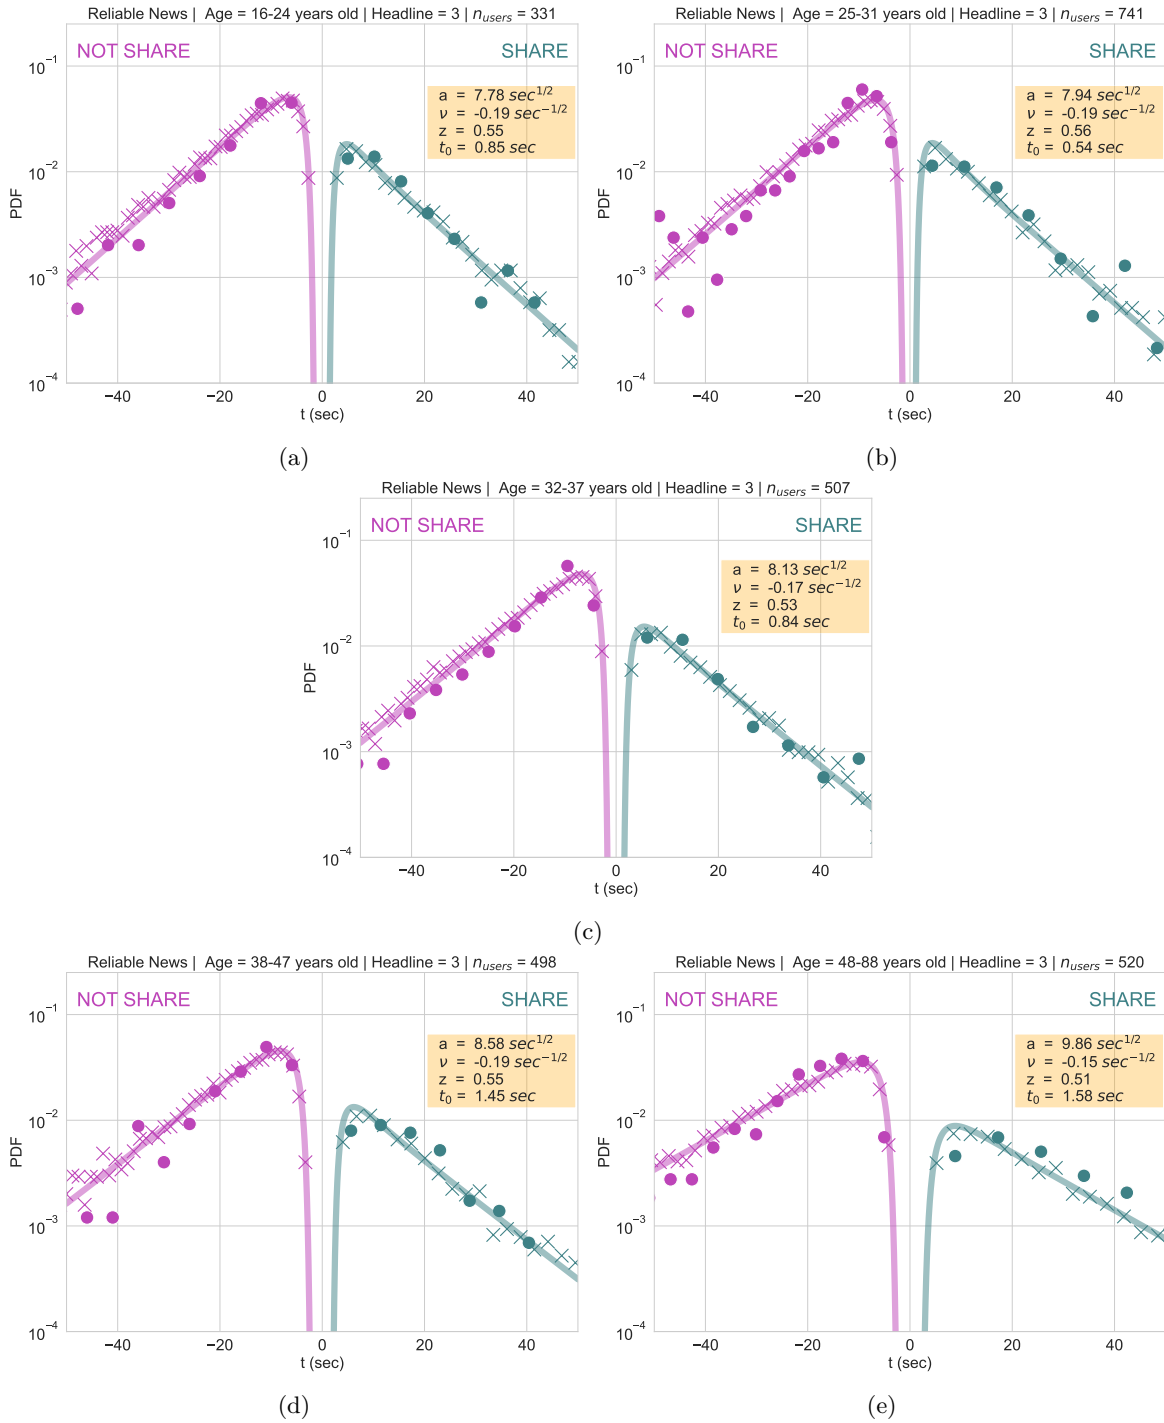 Reliable News | Age = 16-24 years old | Headline = 3 | n_users = 331
NOT SHARE
SHARE
a = 7.78 sec^1/2
ν = -0.19 sec^−1/2
z = 0.55
t_0 = 0.85 sec
PDF
10^−1
10^−2
10^−3
10^−4
−40
−20
0
20
40
t (sec)
(a)
Reliable News | Age = 25-31 years old | Headline = 3 | n_users = 741
NOT SHARE
SHARE
a = 7.94 sec^1/2
ν = -0.19 sec^−1/2
z = 0.56
t_0 = 0.54 sec
PDF
10^−1
10^−2
10^−3
10^−4
−40
−20
0
20
40
t (sec)
(b)
Reliable News | Age = 32-37 years old | Headline = 3 | n_users = 507
NOT SHARE
SHARE
a = 8.13 sec^1/2
ν = -0.17 sec^−1/2
z = 0.53
t_0 = 0.84 sec
PDF
10^−1
10^−2
10^−3
10^−4
−40
−20
0
20
40
t (sec)
(c)
Reliable News | Age = 38-47 years old | Headline = 3 | n_users = 498
NOT SHARE
SHARE
a = 8.58 sec^1/2
ν = -0.19 sec^−1/2
z = 0.55
t_0 = 1.45 sec
PDF
10^−1
10^−2
10^−3
10^−4
−40
−20
0
20
40
t (sec)
(d)
Reliable News | Age = 48-88 years old | Headline = 3 | n_users = 520
NOT SHARE
SHARE
a = 9.86 sec^1/2
ν = -0.15 sec^−1/2
z = 0.51
t_0 = 1.58 sec
PDF
10^−1
10^−2
10^−3
10^−4
−40
−20
0
20
40
t (sec)
(e)